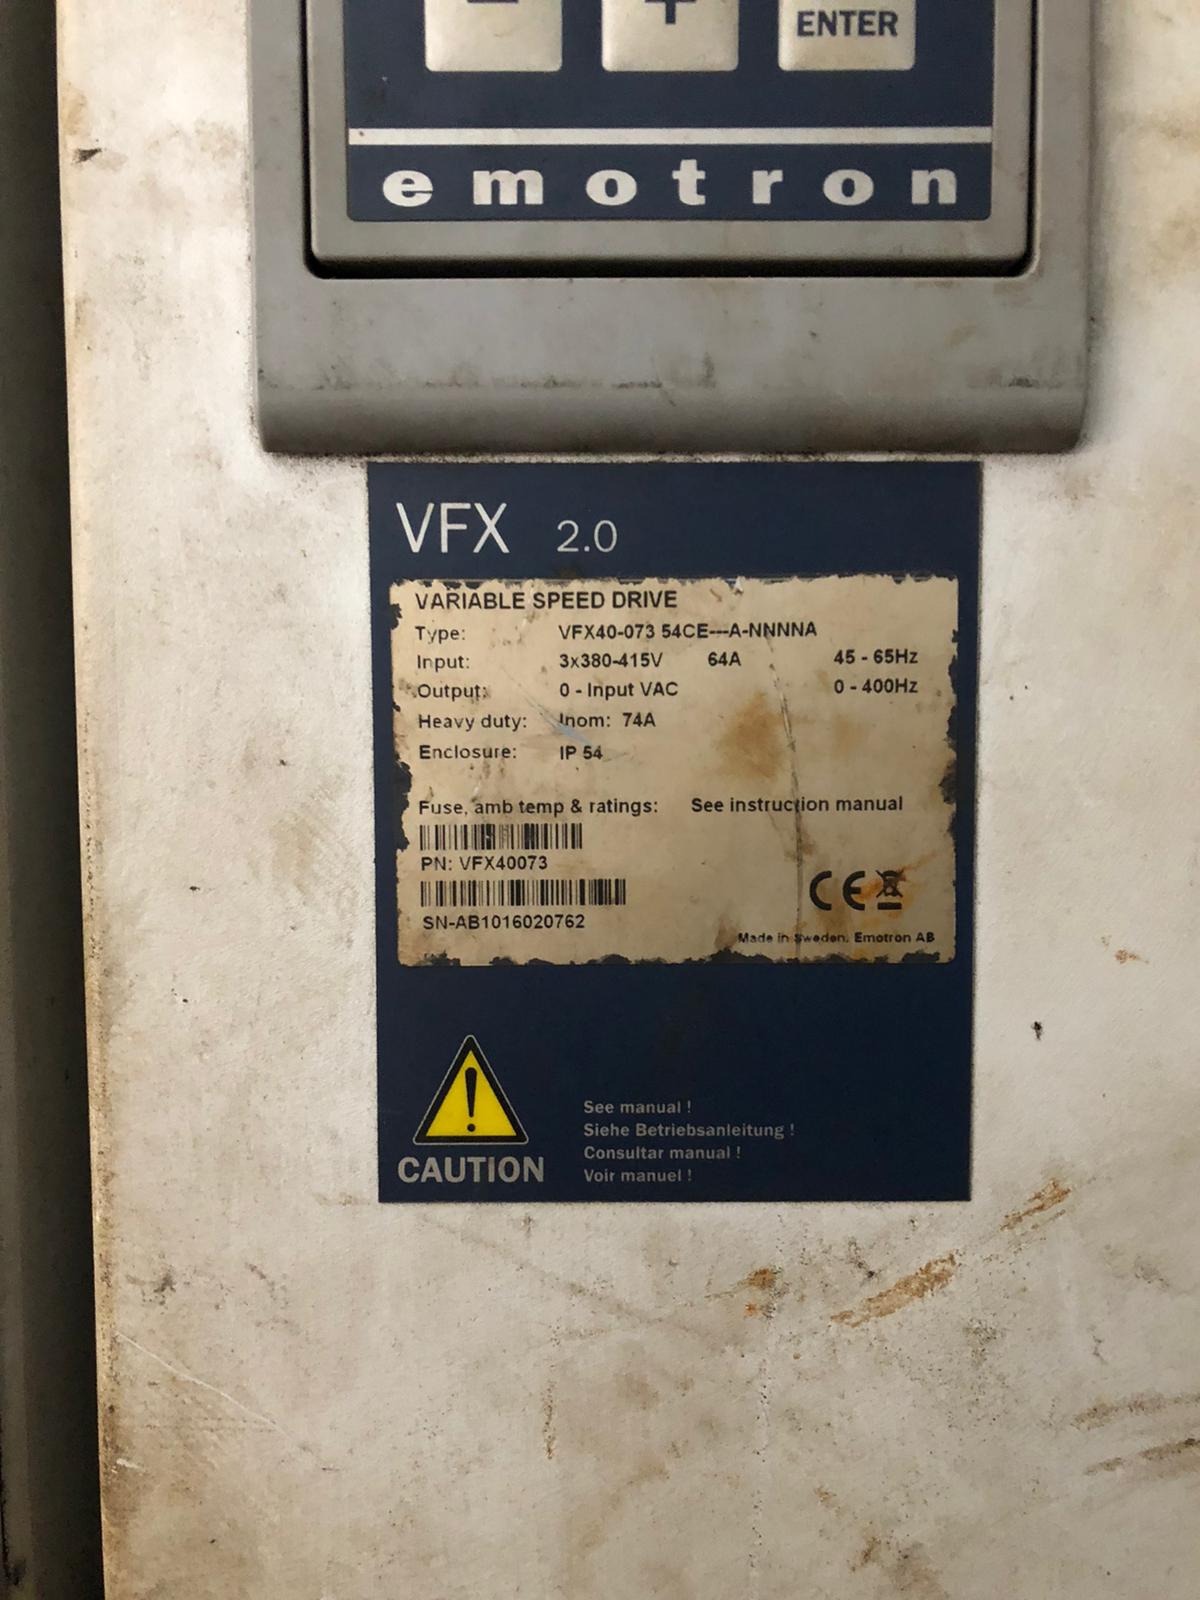 − + ENTER
emotron
VFX 2.0
VARIABLE SPEED DRIVE
Type: VFX40-073 54CE---A-NNNNA
Input: 3x380-415V 64A 45 - 65Hz
Output: 0 - Input VAC 0 - 400Hz
Heavy duty: Inom: 74A
Enclosure: IP 54
Fuse, amb temp & ratings: See instruction manual
PN: VFX40073
CE
SN-AB1016020762
Made in Sweden. Emotron AB
See manual !
Siehe Betriebsanleitung !
Consultar manual !
Voir manuel !
CAUTION